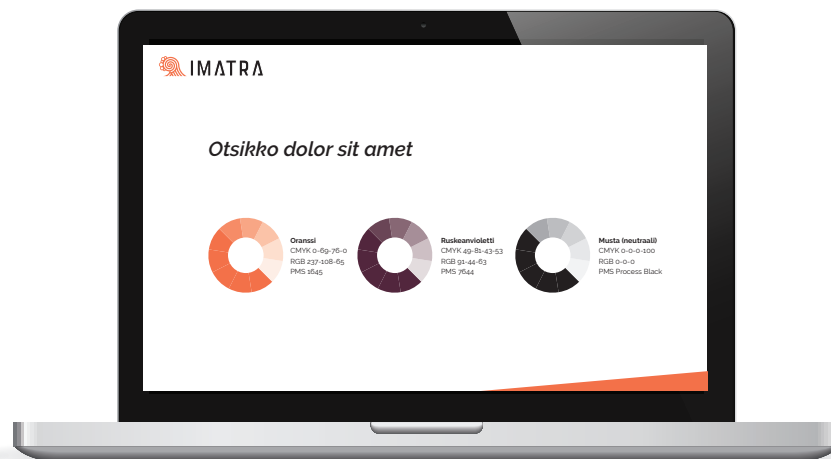 IMATRA
Otsikko dolor sit amet
Oranssi
CMYK 0-69-76-0
RGB 237-108-65
PMS 1645
Ruskeanvioletti
CMYK 49-81-43-53
RGB 91-44-63
PMS 7644
Musta (neutraali)
CMYK 0-0-0-100
RGB 0-0-0
PMS Process Black